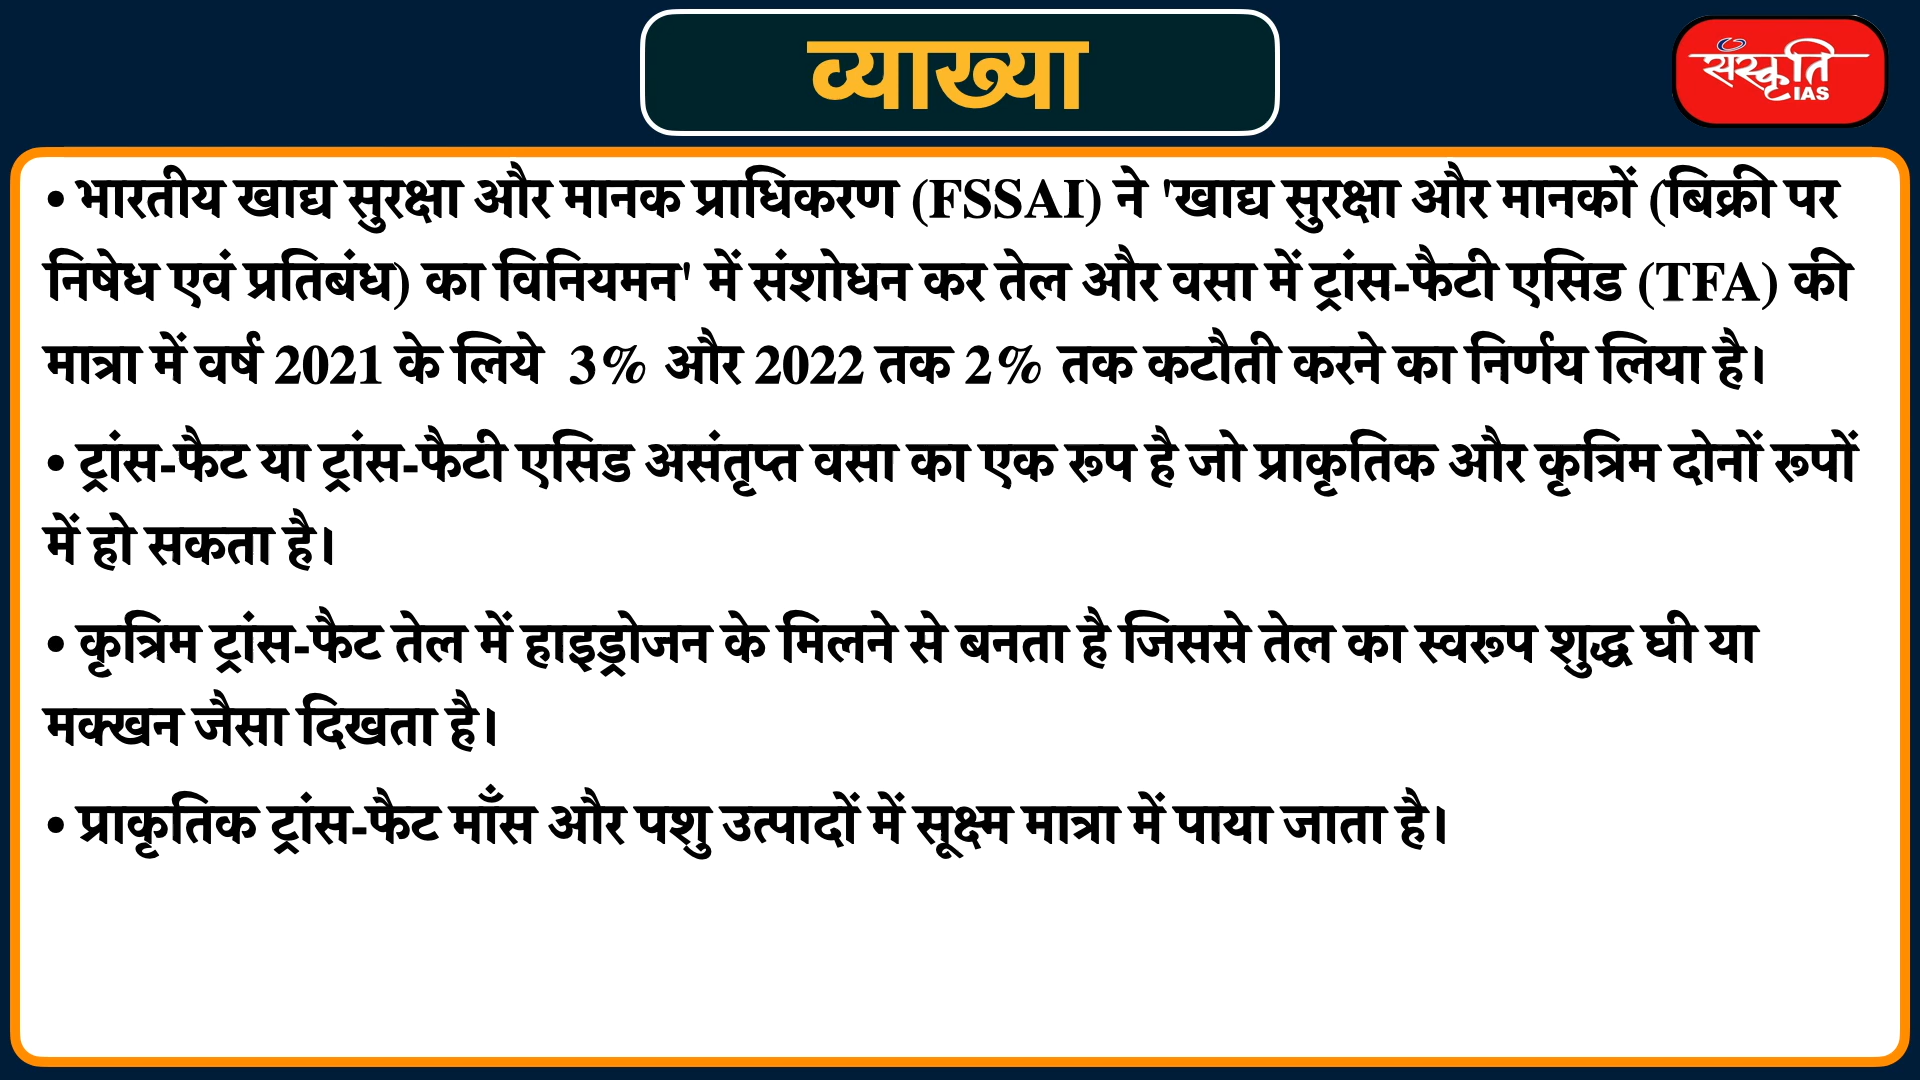 व्याख्या
संस्कृति
IAS
• भारतीय खाद्य सुरक्षा और मानक प्राधिकरण (FSSAI) ने 'खाद्य सुरक्षा और मानकों (बिक्री पर
निषेध एवं प्रतिबंध) का विनियमन' में संशोधन कर तेल और वसा में ट्रांस-फैटी एसिड (TFA) की
मात्रा में वर्ष 2021 के लिये 3% और 2022 तक 2% तक कटौती करने का निर्णय लिया है।
• ट्रांस-फैट या ट्रांस-फैटी एसिड असंतृप्त वसा का एक रूप है जो प्राकृतिक और कृत्रिम दोनों रूपों
में हो सकता है।
• कृत्रिम ट्रांस-फैट तेल में हाइड्रोजन के मिलने से बनता है जिससे तेल का स्वरूप शुद्ध घी या
मक्खन जैसा दिखता है।
• प्राकृतिक ट्रांस-फैट माँस और पशु उत्पादों में सूक्ष्म मात्रा में पाया जाता है।